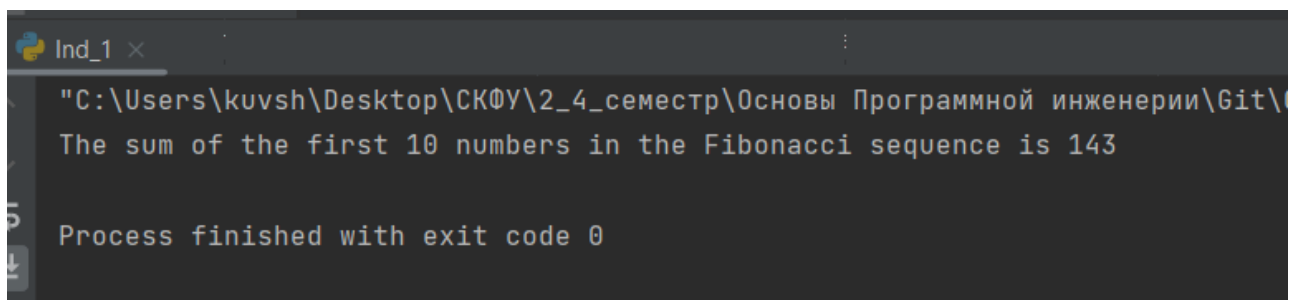 Ind_1
"C:\Users\kuvsh\Desktop\СКФУ\2_4_семестр\Основы Программной инженерии\Git\
The sum of the first 10 numbers in the Fibonacci sequence is 143
Process finished with exit code 0